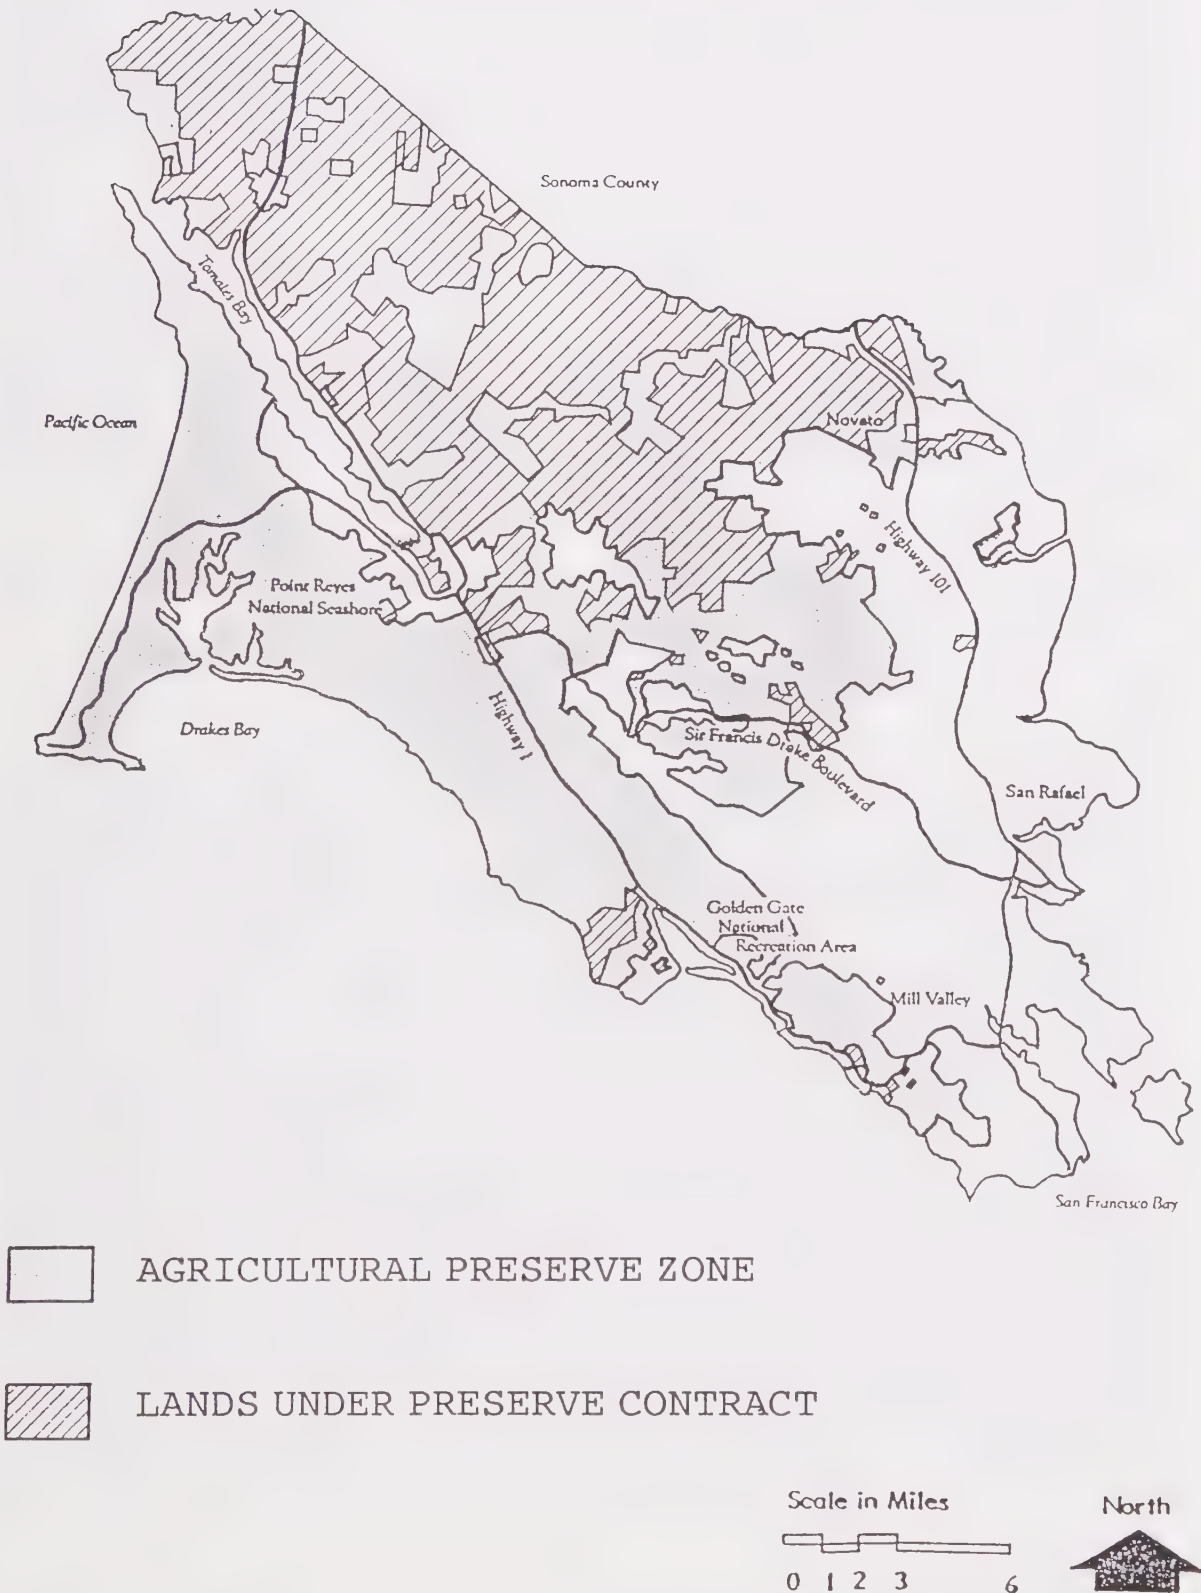 Sonoma County
Tomales Bay
Pacific Ocean
Novato
Highway 101
Point Reyes
National Seashore
Highway 1
Drakes Bay
Sir Francis Drake Boulevard
San Rafael
Golden Gate
National
Recreation Area
Mill Valley
San Francisco Bay
AGRICULTURAL PRESERVE ZONE
LANDS UNDER PRESERVE CONTRACT
Scale in Miles
0 1 2 3 6
North